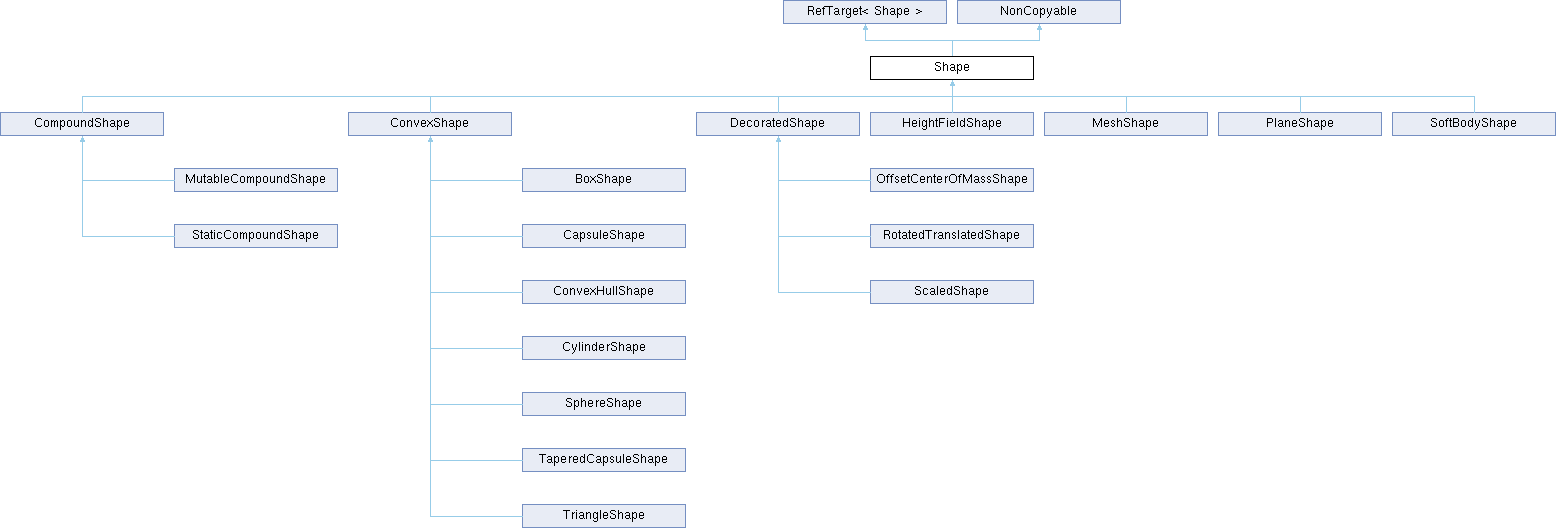 RefTarget< Shape >
NonCopyable
Shape
CompoundShape
ConvexShape
DecoratedShape
HeightFieldShape
MeshShape
PlaneShape
SoftBodyShape
MutableCompoundShape
BoxShape
OffsetCenterOfMassShape
StaticCompoundShape
CapsuleShape
RotatedTranslatedShape
ConvexHullShape
ScaledShape
CylinderShape
SphereShape
TaperedCapsuleShape
TriangleShape